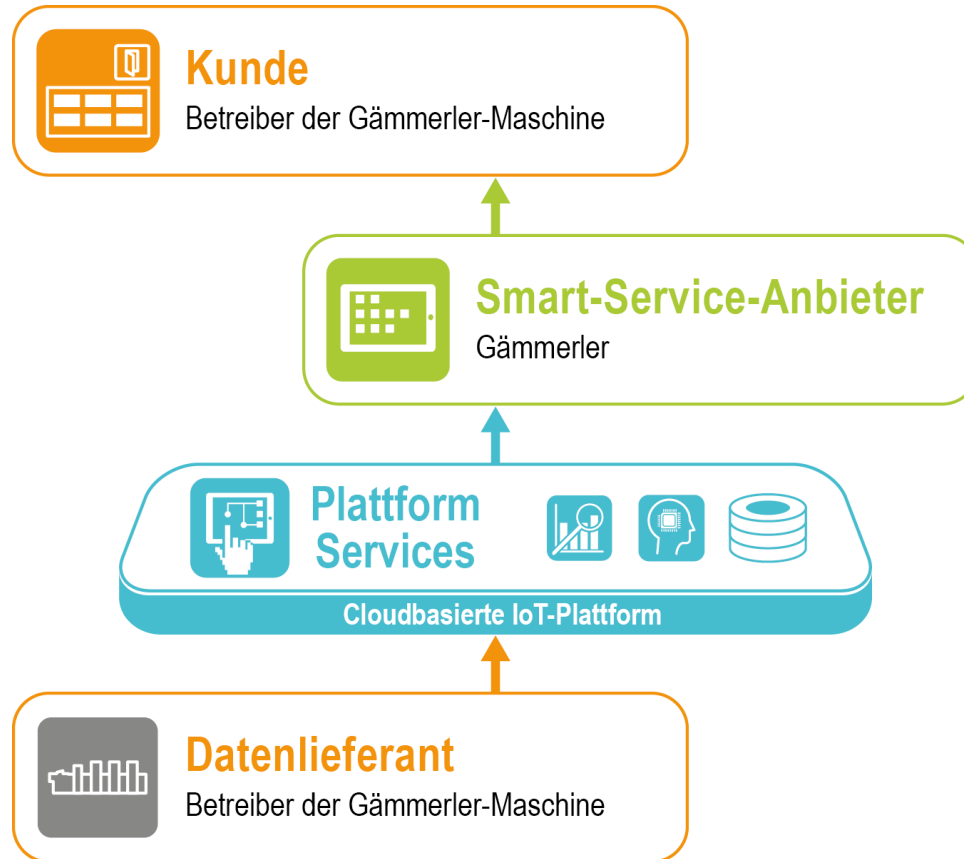 Kunde
Betreiber der Gämmerler-Maschine
Smart-Service-Anbieter
Gämmerler
Plattform
Services
Cloudbasierte IoT-Plattform
Datenlieferant
Betreiber der Gämmerler-Maschine